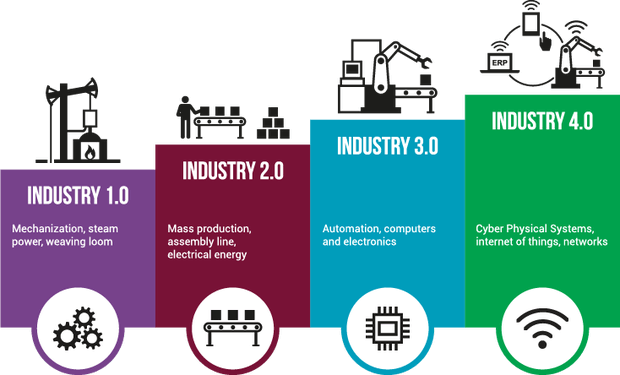 ERP
INDUSTRY 1.0
Mechanization, steam
power, weaving loom
INDUSTRY 2.0
Mass production,
assembly line,
electrical energy
INDUSTRY 3.0
Automation, computers
and electronics
INDUSTRY 4.0
Cyber Physical Systems,
internet of things, networks